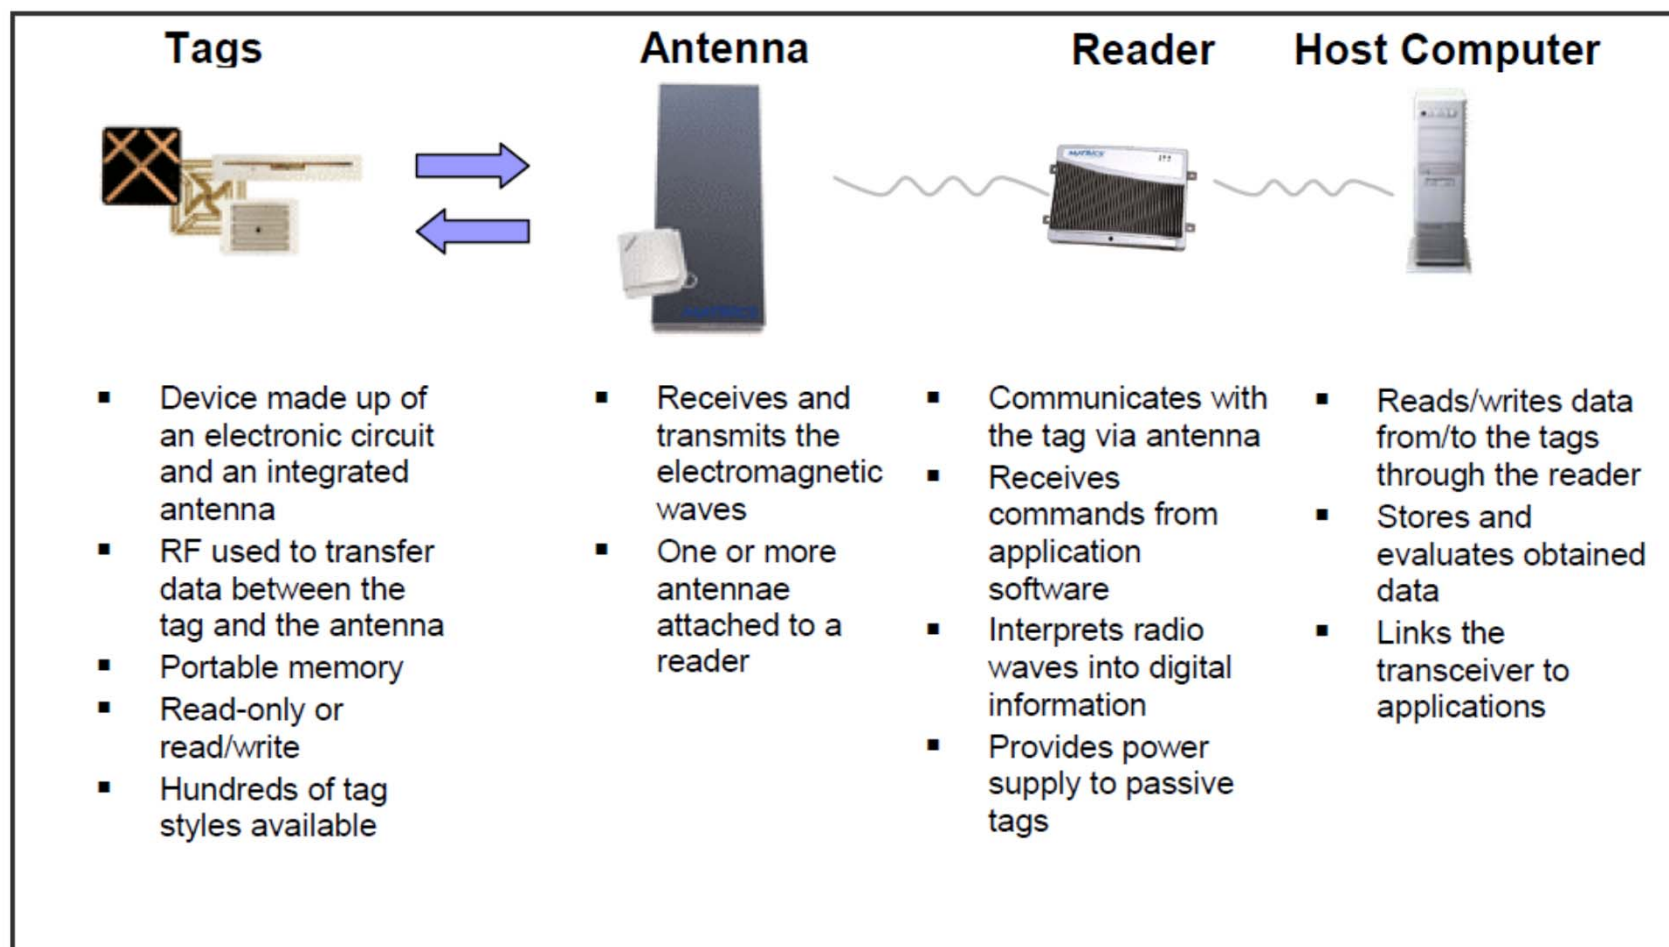 Tags
Antenna
Reader
Host Computer
MATRICS
MATRICS
▪ Device made up of
an electronic circuit
and an integrated
antenna
▪ RF used to transfer
data between the
tag and the antenna
▪ Portable memory
▪ Read-only or
read/write
▪ Hundreds of tag
styles available
▪ Receives and
transmits the
electromagnetic
waves
▪ One or more
antennae
attached to a
reader
▪ Communicates with
the tag via antenna
▪ Receives
commands from
application
software
▪ Interprets radio
waves into digital
information
▪ Provides power
supply to passive
tags
▪ Reads/writes data
from/to the tags
through the reader
▪ Stores and
evaluates obtained
data
▪ Links the
transceiver to
applications